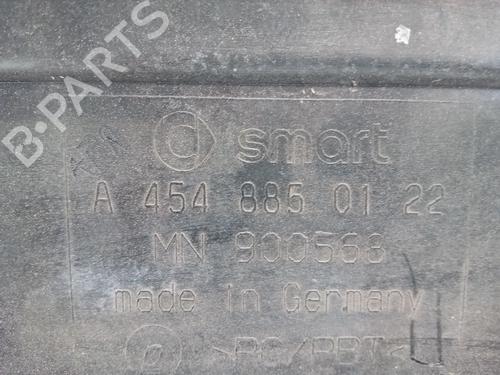 B-PARTS
smart
A 454 885 01 22
MN 900568
made in Germany
>PC/PBT<